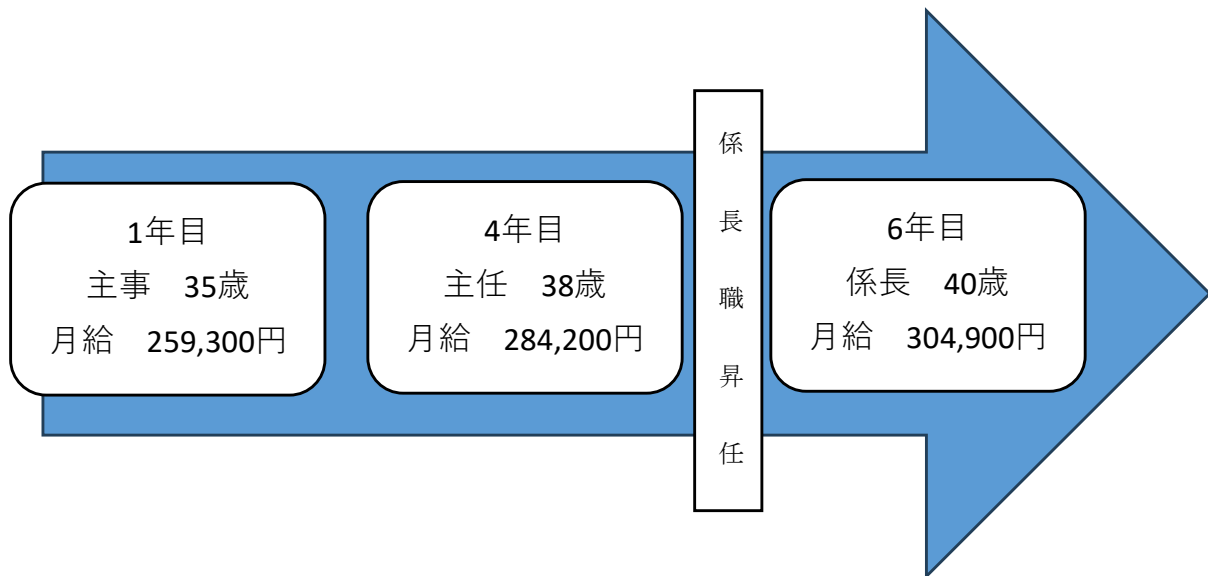 1年目
主事　35歳
月給　259,300円
4年目
主任　38歳
月給　284,200円
係長職昇任
6年目
係長　40歳
月給　304,900円